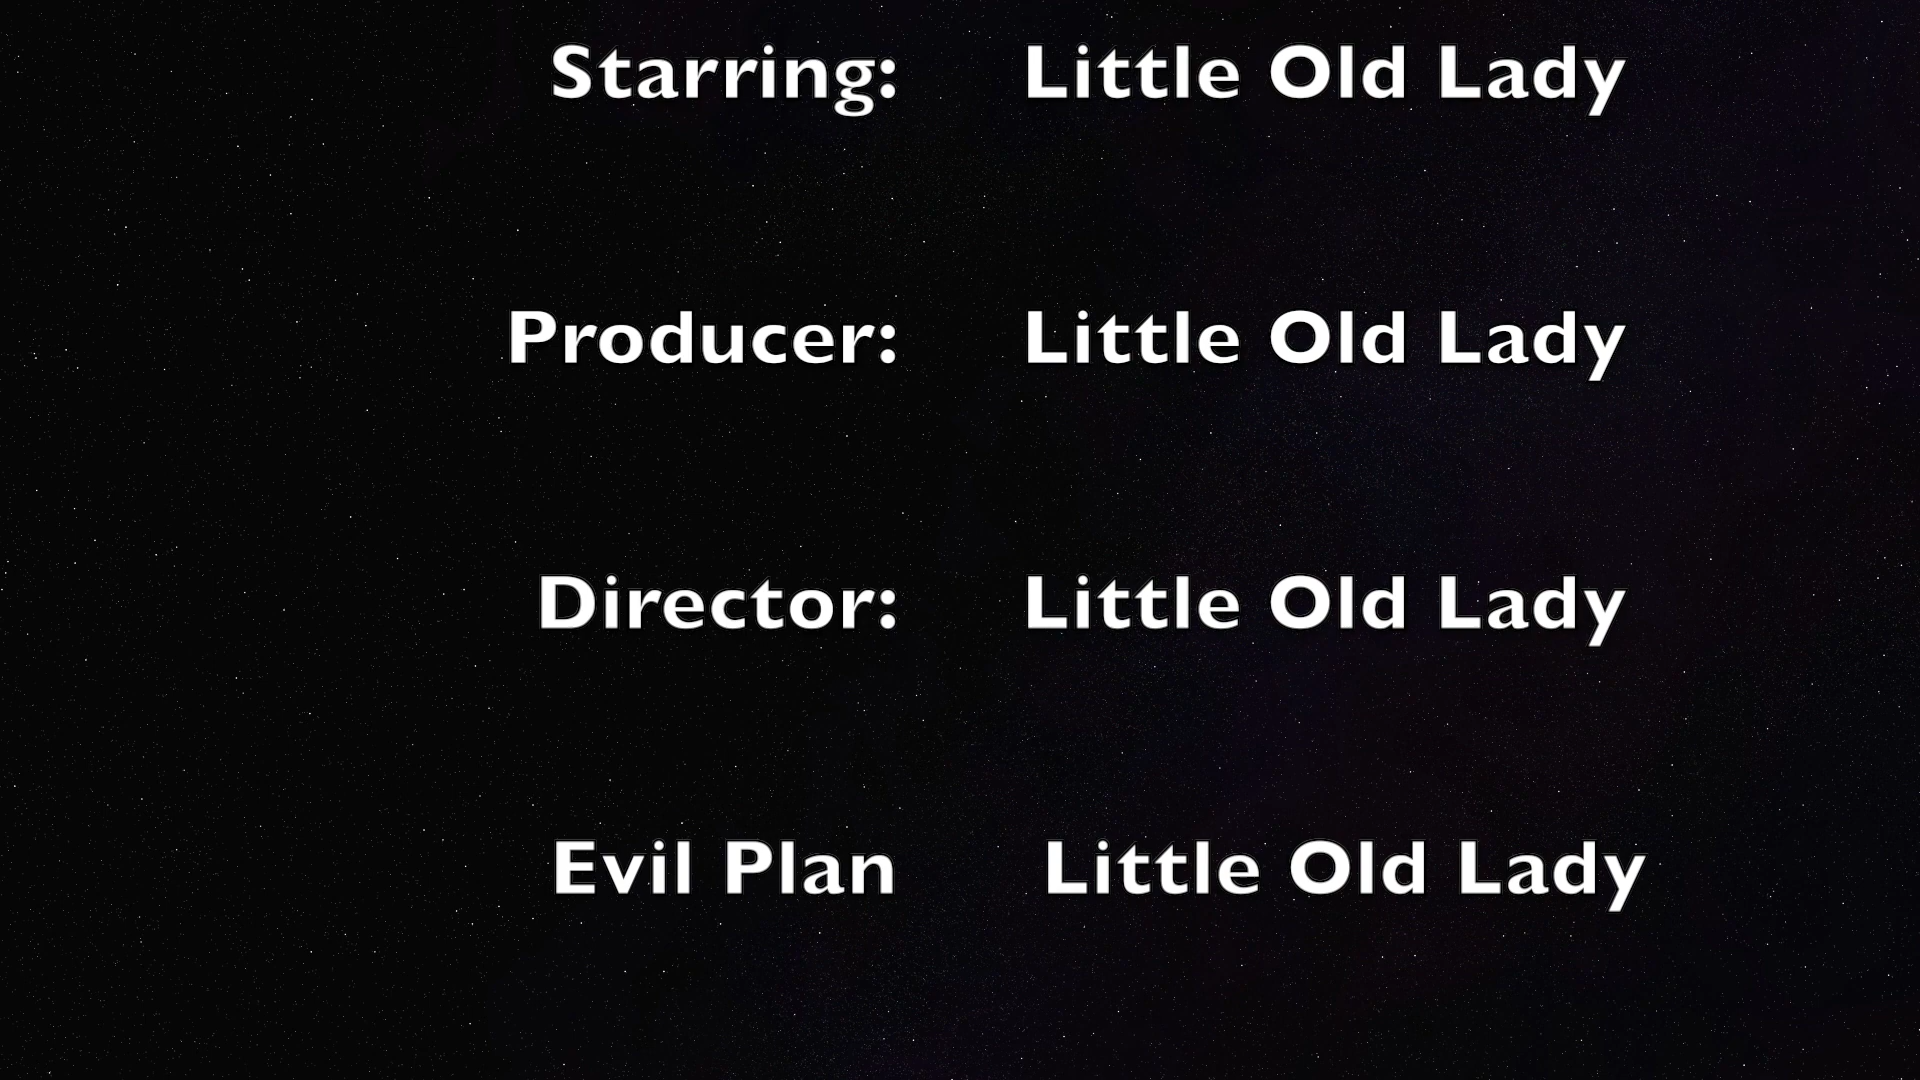 Starring: Little Old Lady
Producer: Little Old Lady
Director: Little Old Lady
Evil Plan Little Old Lady